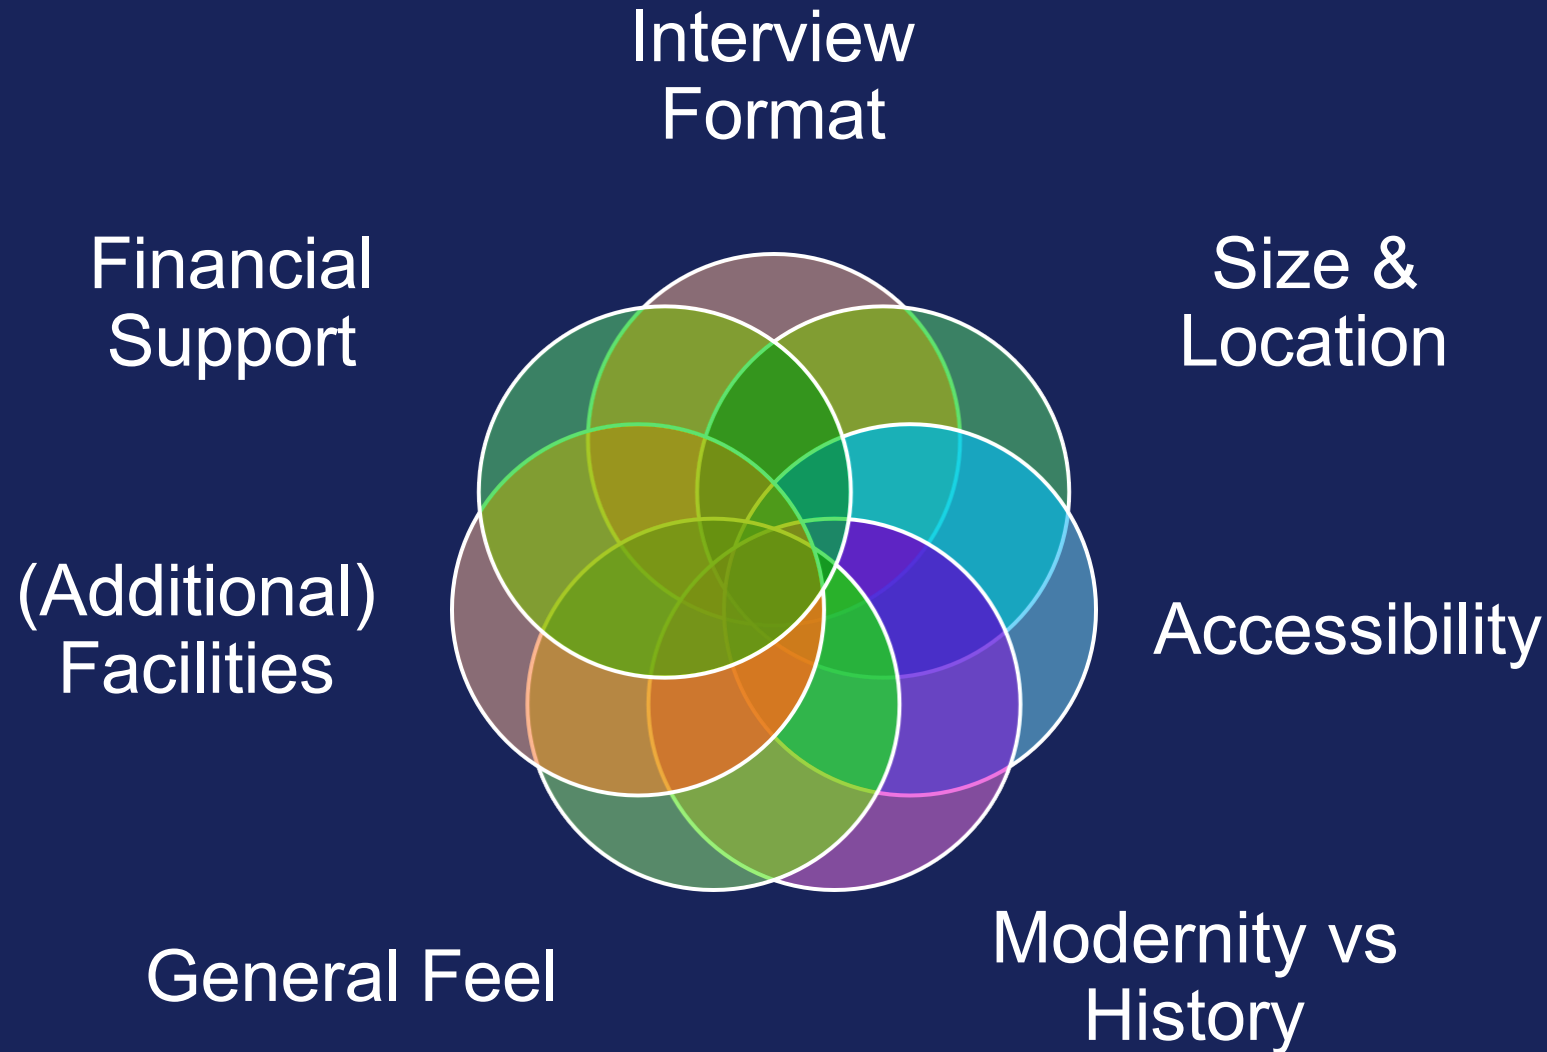 Interview
Format
Financial
Support
Size &
Location
(Additional)
Facilities
Accessibility
General Feel
Modernity vs
History